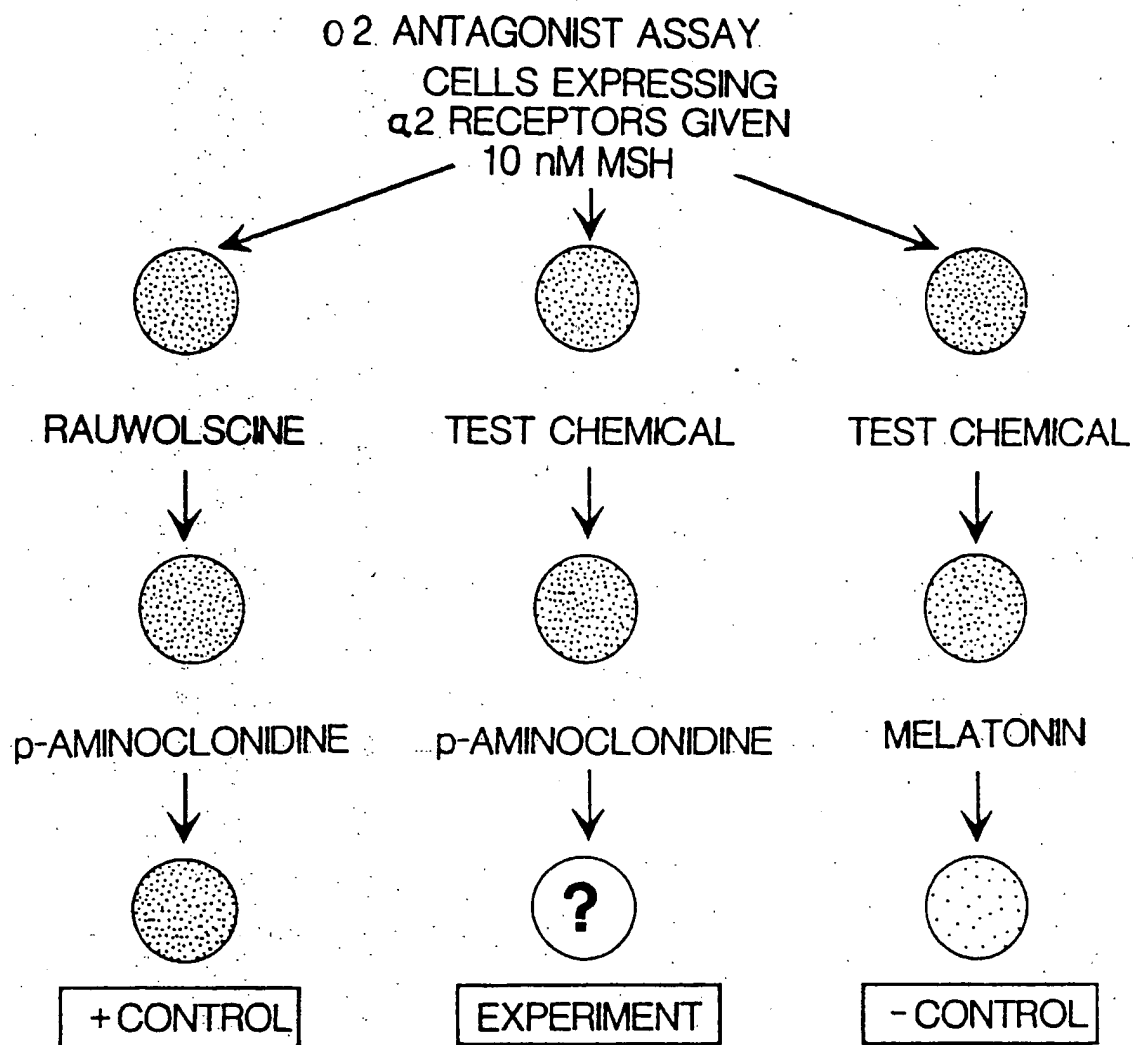 α2 ANTAGONIST ASSAY
CELLS EXPRESSING
α2 RECEPTORS GIVEN
10 nM MSH
RAUWOLSCINE TEST CHEMICAL TEST CHEMICAL
p-AMINOCLONIDINE p-AMINOCLONIDINE MELATONIN
?
+CONTROL EXPERIMENT -CONTROL